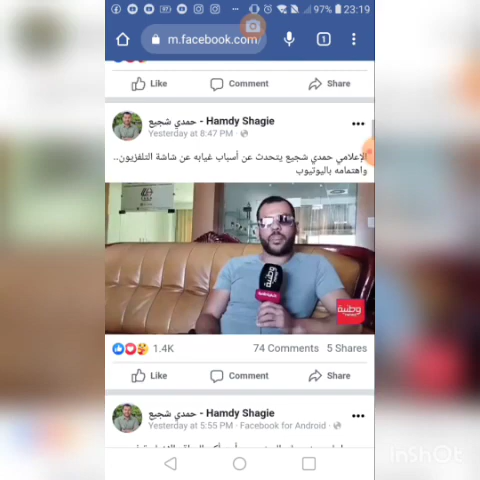 97% 23:19
m.facebook.com
1
Like Comment Share
حمدي شجيع - Hamdy Shagie
Yesterday at 8:47 PM
الإعلامي حمدي شجيع يتحدث عن أسباب غيابه عن شاشة التلفزيون..
واهتمامه باليوتيوب
وطنية
وطنية
1.4K 74 Comments 5 Shares
Like Comment Share
حمدي شجيع - Hamdy Shagie
Yesterday at 5:55 PM · Facebook for Android ·
InShOt